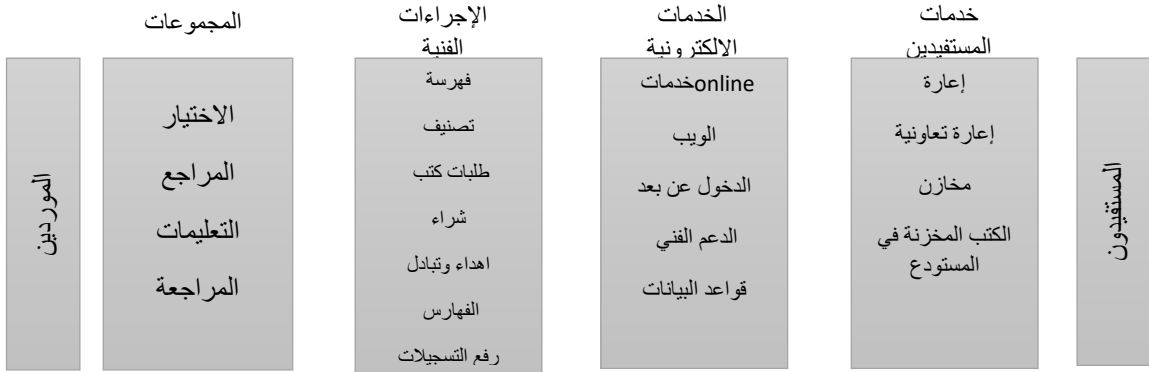 خدمات
المستفيدين
الخدمات
الالكترونية
الإجراءات
الفنية
المجموعات
المستفيدون
إعارة
إعارة تعاونية
مخازن
الكتب المخزنة في
المستودع
onlineخدمات
الويب
الدخول عن بعد
الدعم الفني
قواعد البيانات
فهرسة
تصنيف
طلبات كتب
شراء
اهداء وتبادل
الفهارس
رفع التسجيلات
الاختيار
المراجع
التعليمات
المراجعة
الموردين